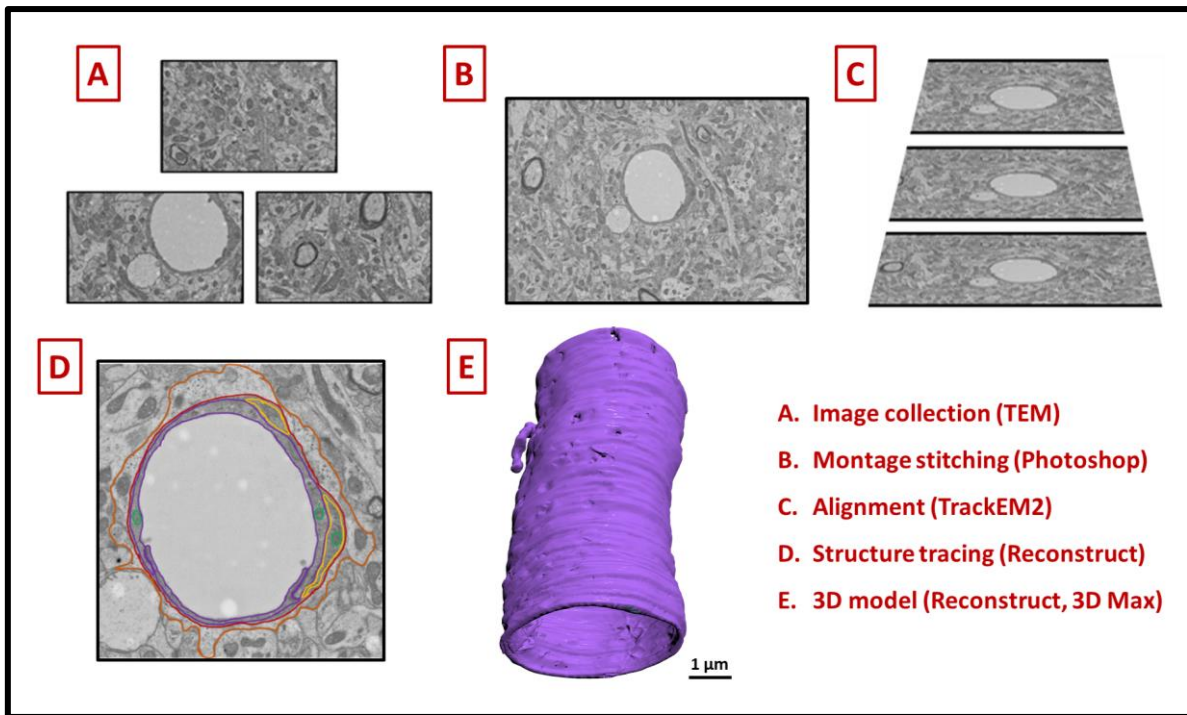 A
B
C
D
E
1 µm
A. Image collection (TEM)
B. Montage stitching (Photoshop)
C. Alignment (TrackEM2)
D. Structure tracing (Reconstruct)
E. 3D model (Reconstruct, 3D Max)